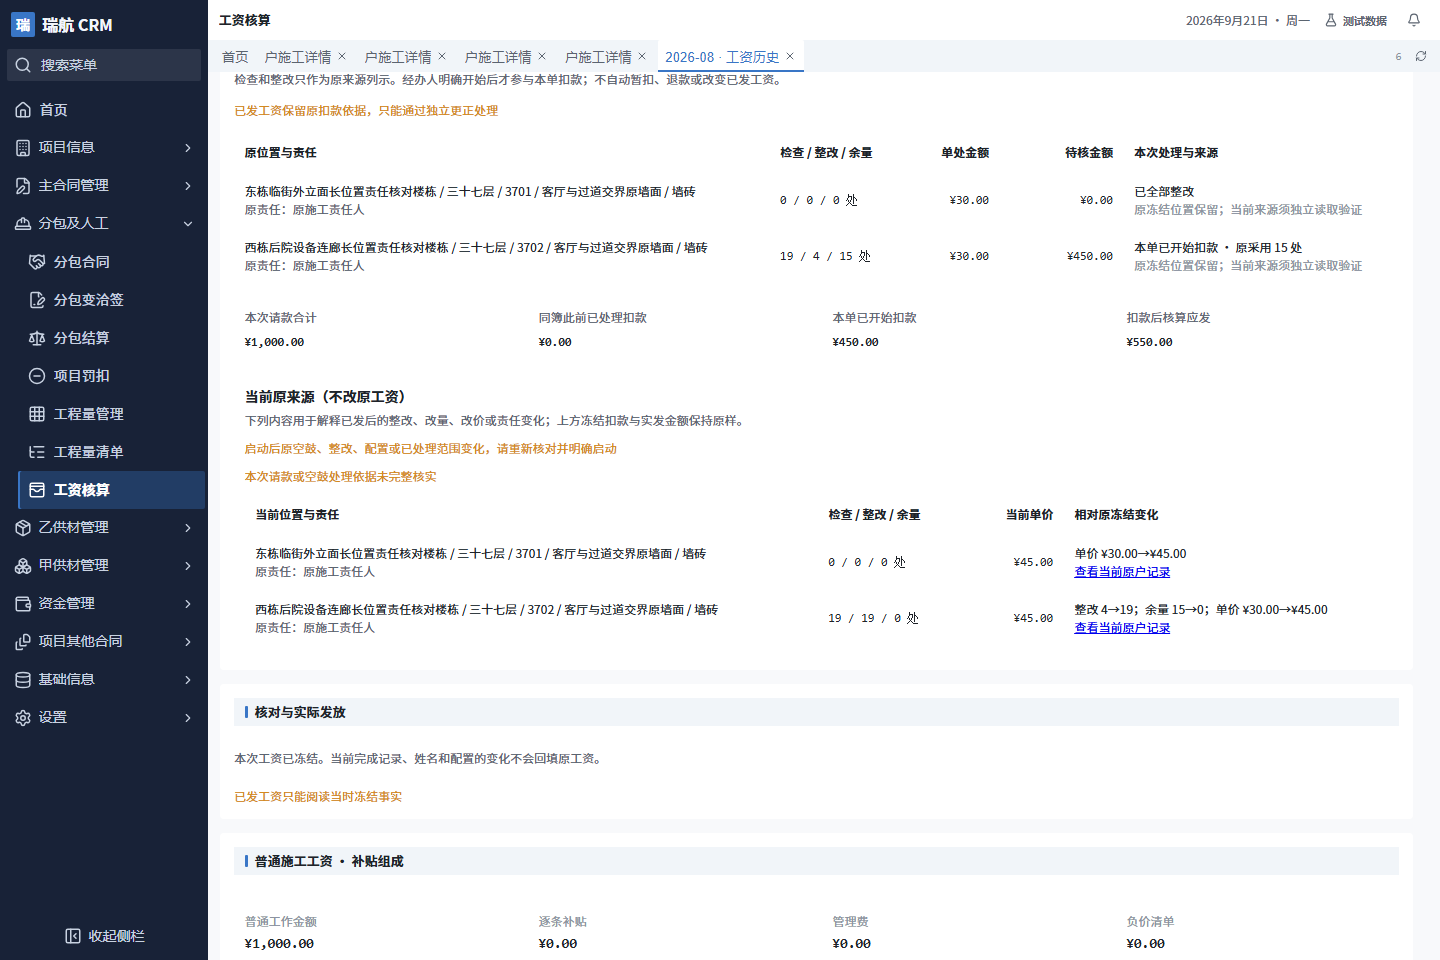 瑞 瑞航 CRM
搜索菜单
首页
项目信息
主合同管理
分包及人工
分包合同
分包变洽签
分包结算
项目罚扣
工程量管理
工程量清单
工资核算
乙供材管理
甲供材管理
资金管理
项目其他合同
基础信息
设置
收起侧栏
工资核算
2026年9月21日 · 周一 测试数据
首页 户施工详情 户施工详情 户施工详情 户施工详情 2026-08 · 工资历史 6
检查和整改只作为原来源列示。经办人明确开始后才参与本单扣款；不自动暂扣、退款或改变已发工资。
已发工资保留原扣款依据，只能通过独立更正处理
原位置与责任 检查 / 整改 / 余量 单处金额 待核金额 本次处理与来源
东栋临街外立面长位置责任核对楼栋 / 三十七层 / 3701 / 客厅与过道交界原墙面 / 墙砖 0 / 0 / 0 处 ¥30.00 ¥0.00 已全部整改
原责任：原施工责任人 原冻结位置保留；当前来源须独立读取验证
西栋后院设备连廊长位置责任核对楼栋 / 三十七层 / 3702 / 客厅与过道交界原墙面 / 墙砖 19 / 4 / 15 处 ¥30.00 ¥450.00 本单已开始扣款 · 原采用 15 处
原责任：原施工责任人 原冻结位置保留；当前来源须独立读取验证
本次请款合计 同簿此前已处理扣款 本单已开始扣款 扣款后核算应发
¥1,000.00 ¥0.00 ¥450.00 ¥550.00
当前原来源（不改原工资）
下列内容用于解释已发后的整改、改量、改价或责任变化；上方冻结扣款与实发金额保持原样。
启动后原空鼓、整改、配置或已处理范围变化，请重新核对并明确启动
本次请款或空鼓处理依据未完整核实
当前位置与责任 检查 / 整改 / 余量 当前单价 相对原冻结变化
东栋临街外立面长位置责任核对楼栋 / 三十七层 / 3701 / 客厅与过道交界原墙面 / 墙砖 0 / 0 / 0 处 ¥45.00 单价 ¥30.00→¥45.00
原责任：原施工责任人 查看当前原户记录
西栋后院设备连廊长位置责任核对楼栋 / 三十七层 / 3702 / 客厅与过道交界原墙面 / 墙砖 19 / 19 / 0 处 ¥45.00 整改 4→19；余量 15→0；单价 ¥30.00→¥45.00
原责任：原施工责任人 查看当前原户记录
核对与实际发放
本次工资已冻结。当前完成记录、姓名和配置的变化不会回填原工资。
已发工资只能阅读当时冻结事实
普通施工工资 · 补贴组成
普通工作金额 逐条补贴 管理费 负价清单
¥1,000.00 ¥0.00 ¥0.00 ¥0.00